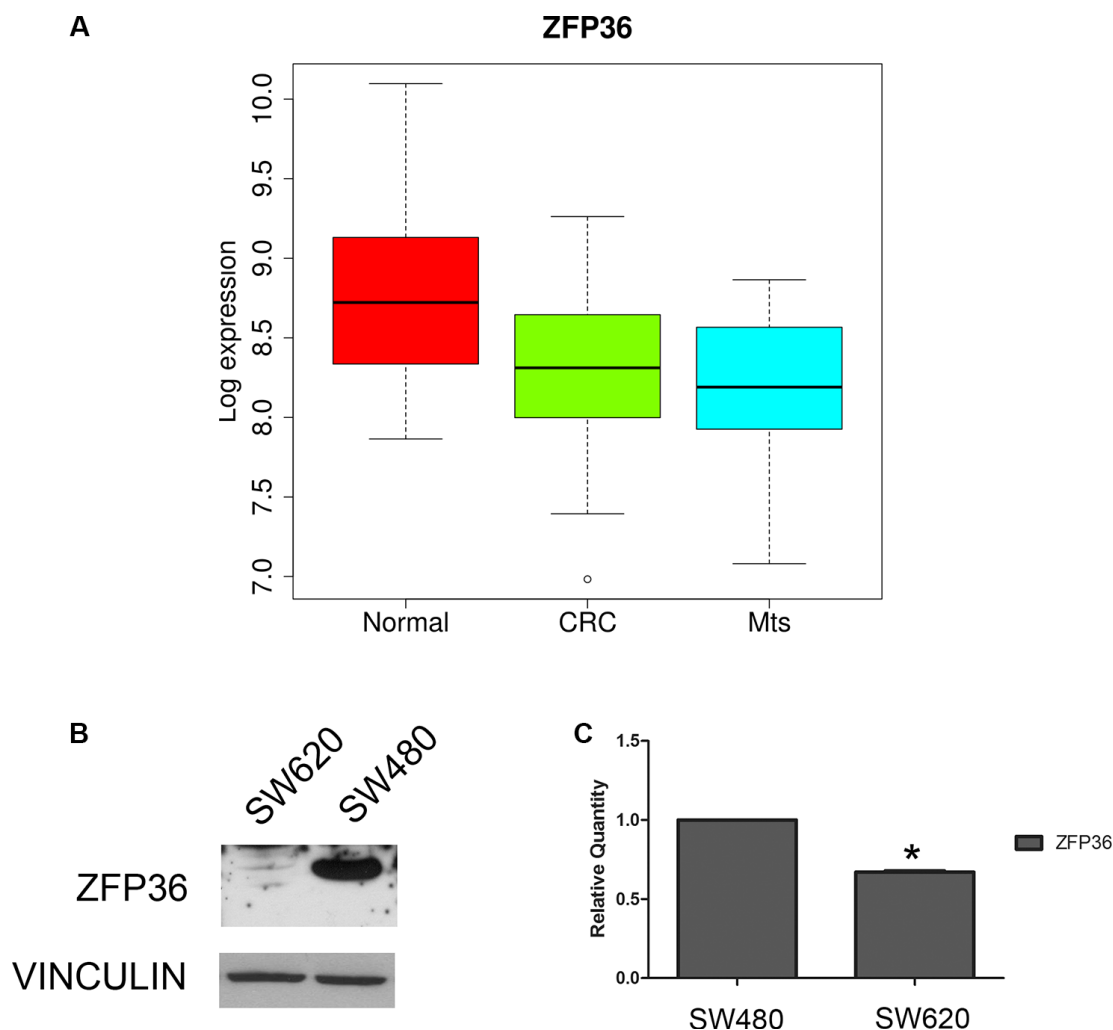 A
ZFP36
Log expression
10.0
9.5
9.0
8.5
8.0
7.5
7.0
Normal CRC Mts
B
SW620 SW480
ZFP36
VINCULIN
C
Relative Quantity
1.5
1.0
0.5
0.0
*
ZFP36
SW480 SW620